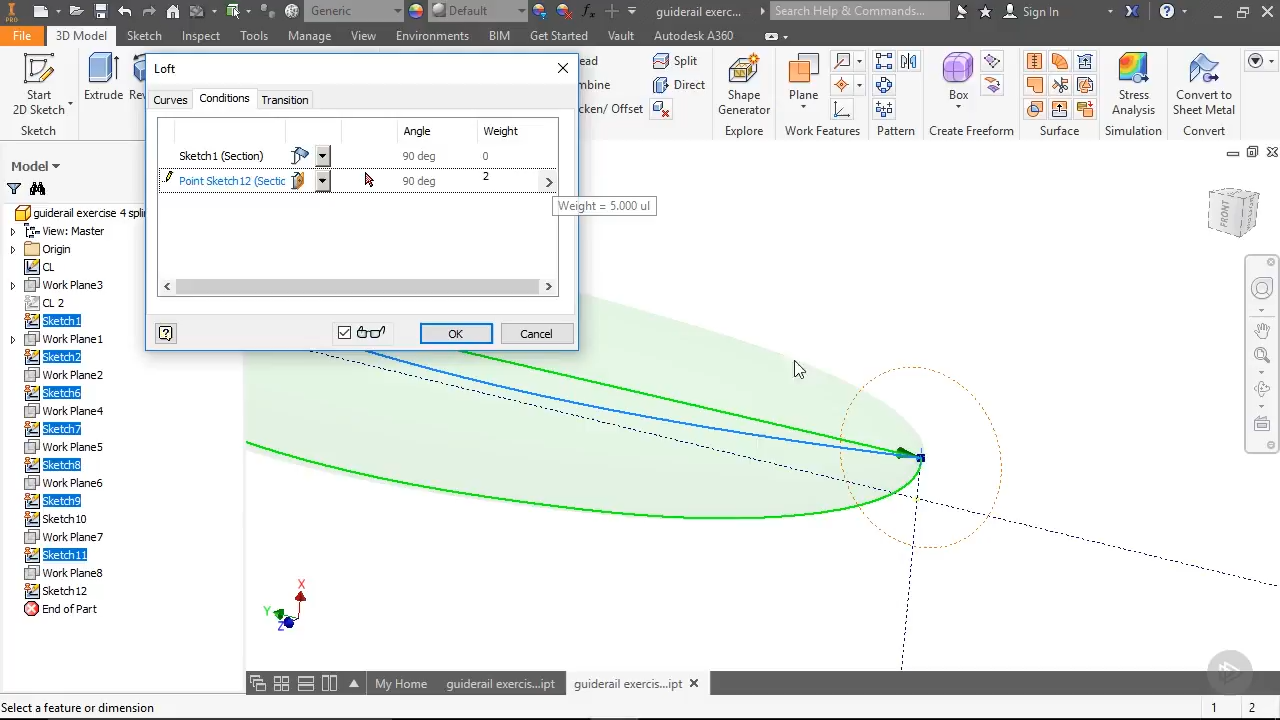 PRO
Generic
Default
fx
guiderail exerc...
Search Help & Commands...
Sign In
File
3D Model
Sketch
Inspect
Tools
Manage
View
Environments
BIM
Get Started
Vault
Autodesk A360
Start
2D Sketch
Sketch
Extrude
Split
Direct
Shape
Generator
Explore
Plane
Work Features
Pattern
Box
Create Freeform
Surface
Stress
Analysis
Simulation
Convert to
Sheet Metal
Convert
Loft
Curves
Conditions
Transition
Angle
Weight
Sketch1 (Section)
90 deg
0
Point Sketch12 (Sectic
90 deg
2
Weight = 5.000 ul
OK
Cancel
Model
guiderail exercise 4 splin
View: Master
Origin
CL
Work Plane3
CL 2
Sketch1
Work Plane1
Sketch2
Work Plane2
Sketch6
Work Plane4
Sketch7
Work Plane5
Sketch8
Work Plane6
Sketch9
Sketch10
Work Plane7
Sketch11
Work Plane8
Sketch12
End of Part
FRONT
X
Y
Z
My Home
guiderail exercis...ipt
guiderail exercis...ipt
Select a feature or dimension
1
2